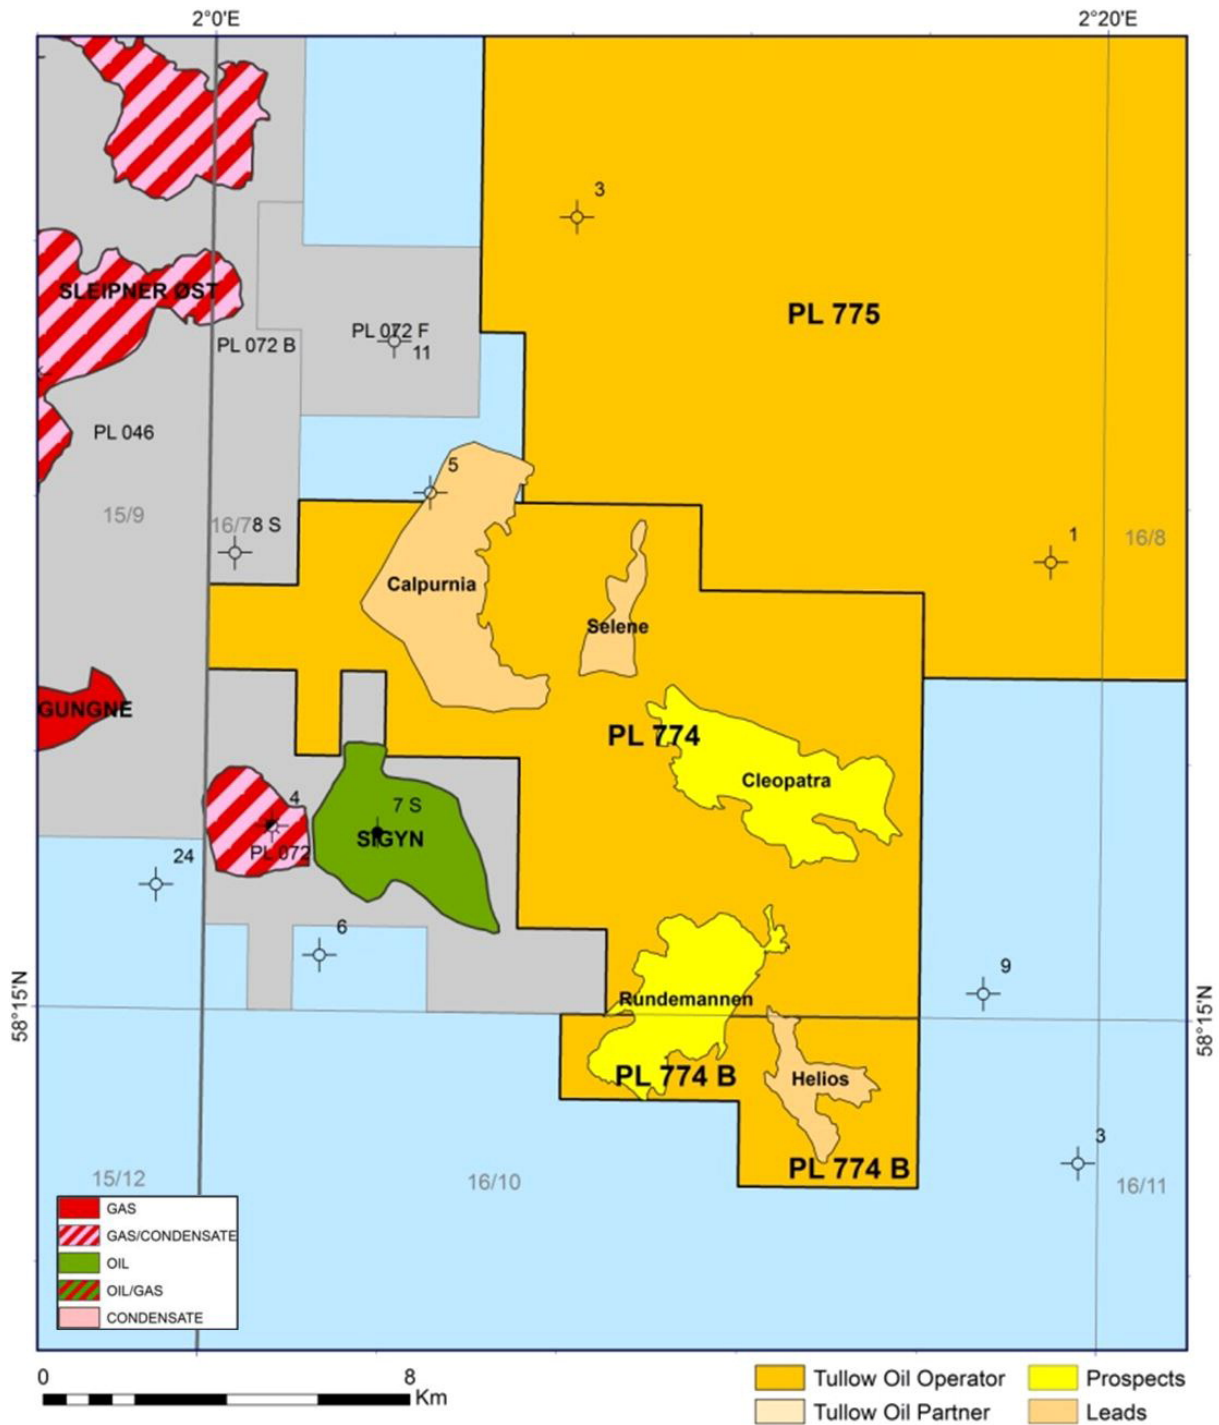 2°0'E
2°20'E
3
SLEIPNER ØST
PL 775
PL 072 F
PL 072 B
11
PL 046
5
15/9
16/7
8 S
1
16/8
Calpurnia
Selene
GUNGNE
PL 774
Cleopatra
4
7 S
SIGYN
PL 072
24
6
9
58°15'N
58°15'N
Rundemannen
PL 774 B
Helios
3
PL 774 B
15/12
16/10
16/11
GAS
GAS/CONDENSATE
OIL
OIL/GAS
CONDENSATE
0
8
Km
Tullow Oil Operator
Prospects
Tullow Oil Partner
Leads